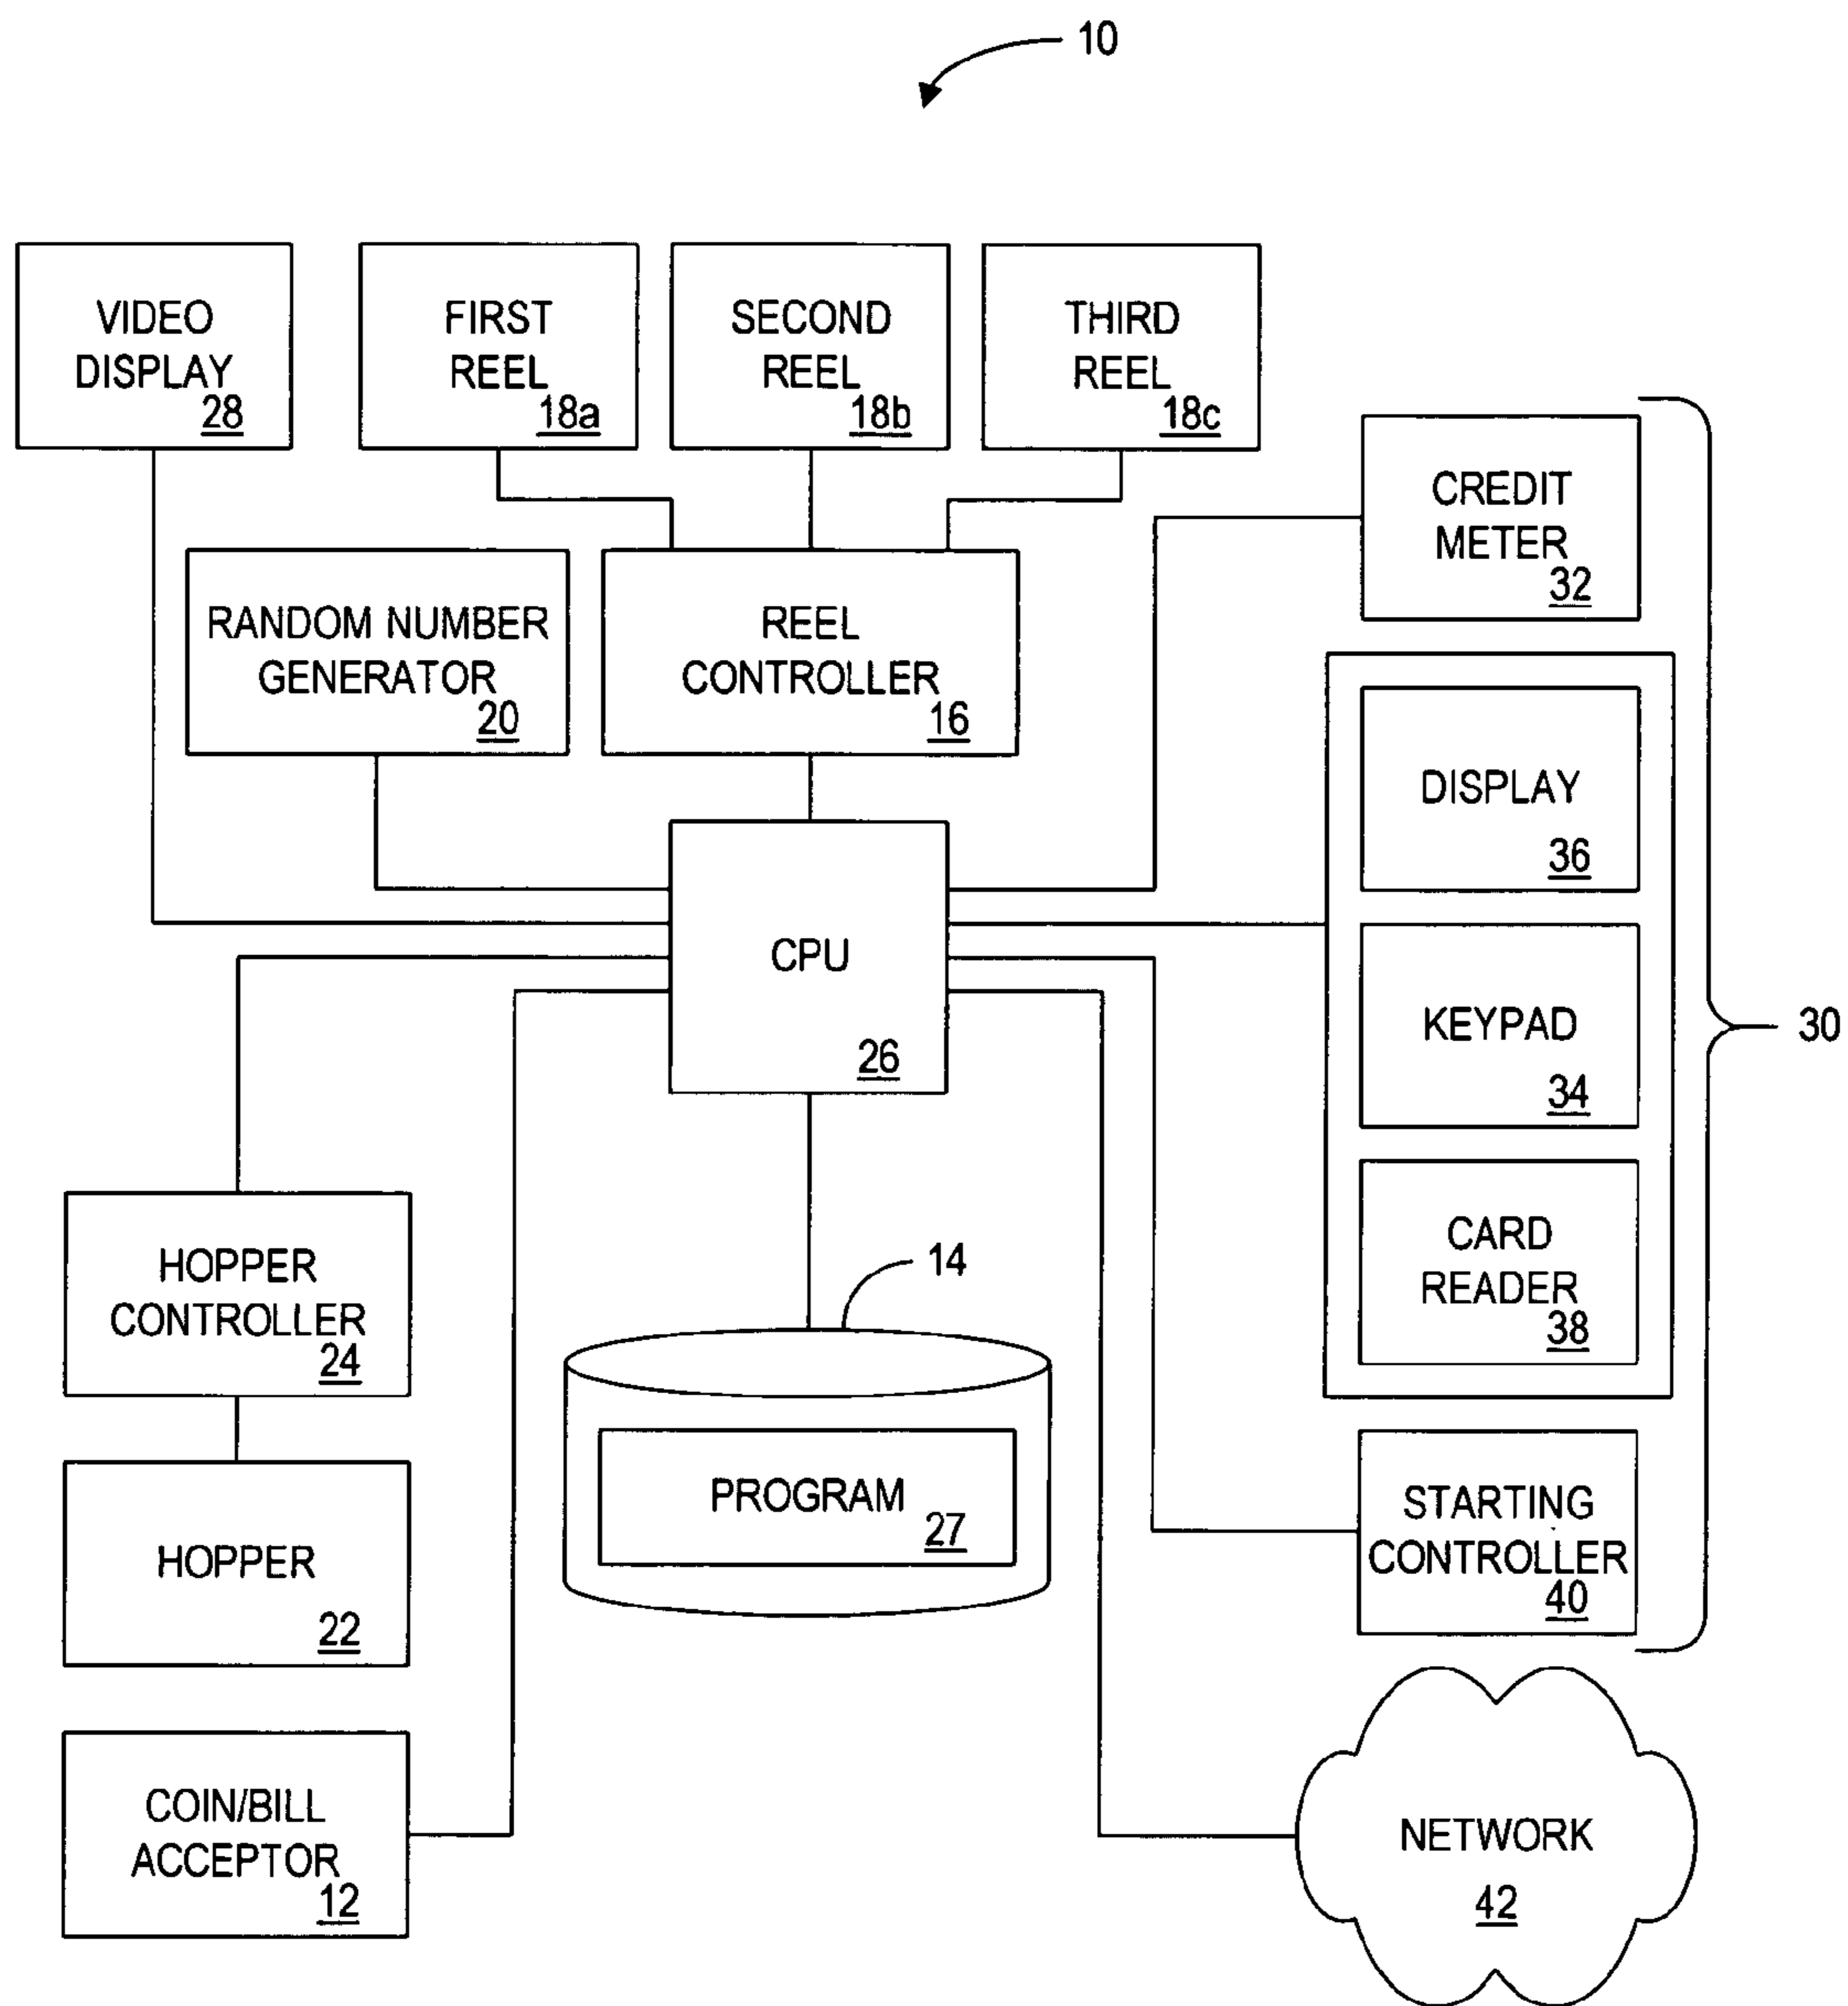 10
VIDEO
DISPLAY
28
FIRST
REEL
18a
SECOND
REEL
18b
THIRD
REEL
18c
CREDIT
METER
32
RANDOM NUMBER
GENERATOR
20
REEL
CONTROLLER
16
DISPLAY
36
CPU
26
KEYPAD
34
30
CARD
READER
38
HOPPER
CONTROLLER
24
14
PROGRAM
27
HOPPER
22
STARTING
CONTROLLER
40
COIN/BILL
ACCEPTOR
12
NETWORK
42